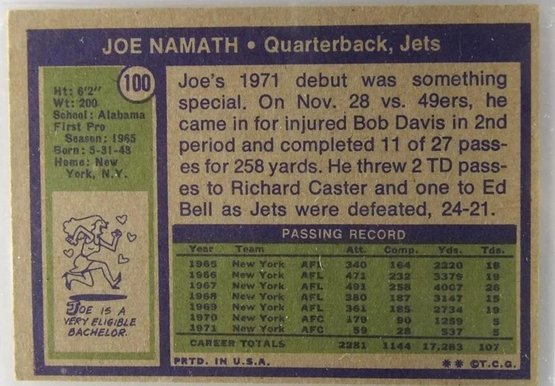 JOE NAMATH • Quarterback, Jets
100
Ht: 6'2"
Wt: 200
School: Alabama
First Pro
Season: 1965
Born: 5-31-43
Home: New
York, N.Y.
Joe's 1971 debut was something
special. On Nov. 28 vs. 49ers, he
came in for injured Bob Davis in 2nd
period and completed 11 of 27 pass-
es for 258 yards. He threw 2 TD pass-
es to Richard Caster and one to Ed
Bell as Jets were defeated, 24-21.
JOE IS A
VERY ELIGIBLE
BACHELOR.
PASSING RECORD
Year Team Att. Comp. Yds. Tds.
1965 New York AFL 340 164 2220 18
1966 New York AFL 471 232 3379 19
1967 New York AFL 491 258 4007 26
1968 New York AFL 380 187 3147 15
1969 New York AFL 361 185 2734 19
1970 New York AFC 179 90 1259 5
1971 New York AFC 59 28 537 5
CAREER TOTALS 2281 1144 17,283 107
PRTD. IN U.S.A. ** © T.C.G.